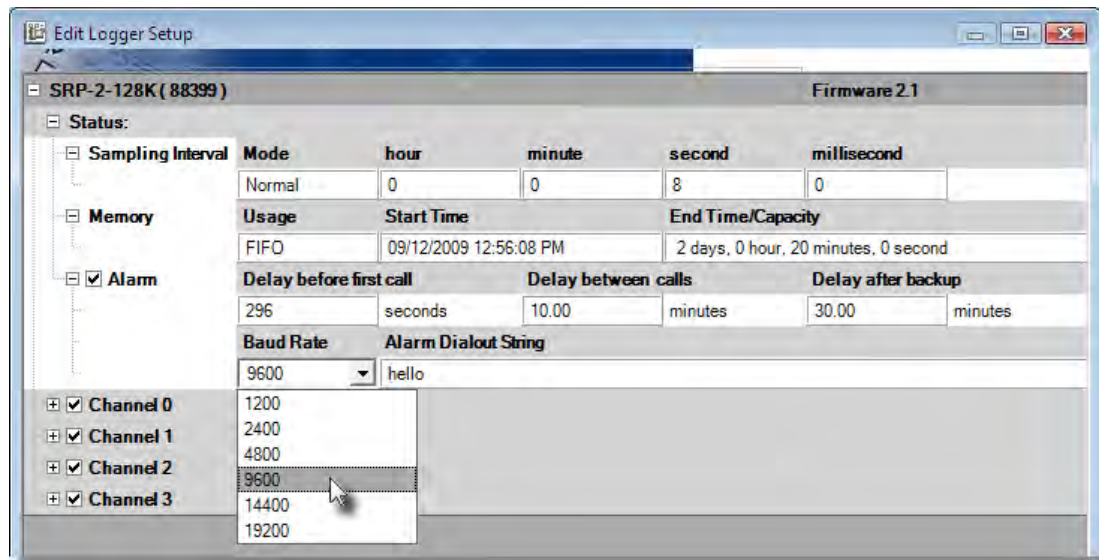 Edit Logger Setup
SRP-2-128K ( 88399 ) Firmware 2.1
Status:
Sampling Interval Mode hour minute second millisecond
Normal 0 0 8 0
Memory Usage Start Time End Time/Capacity
FIFO 09/12/2009 12:56:08 PM 2 days, 0 hour, 20 minutes, 0 second
Alarm Delay before first call Delay between calls Delay after backup
296 seconds 10.00 minutes 30.00 minutes
Baud Rate Alarm Dialout String
9600 hello
Channel 0 1200
Channel 1 2400
4800
Channel 2 9600
Channel 3 14400
19200